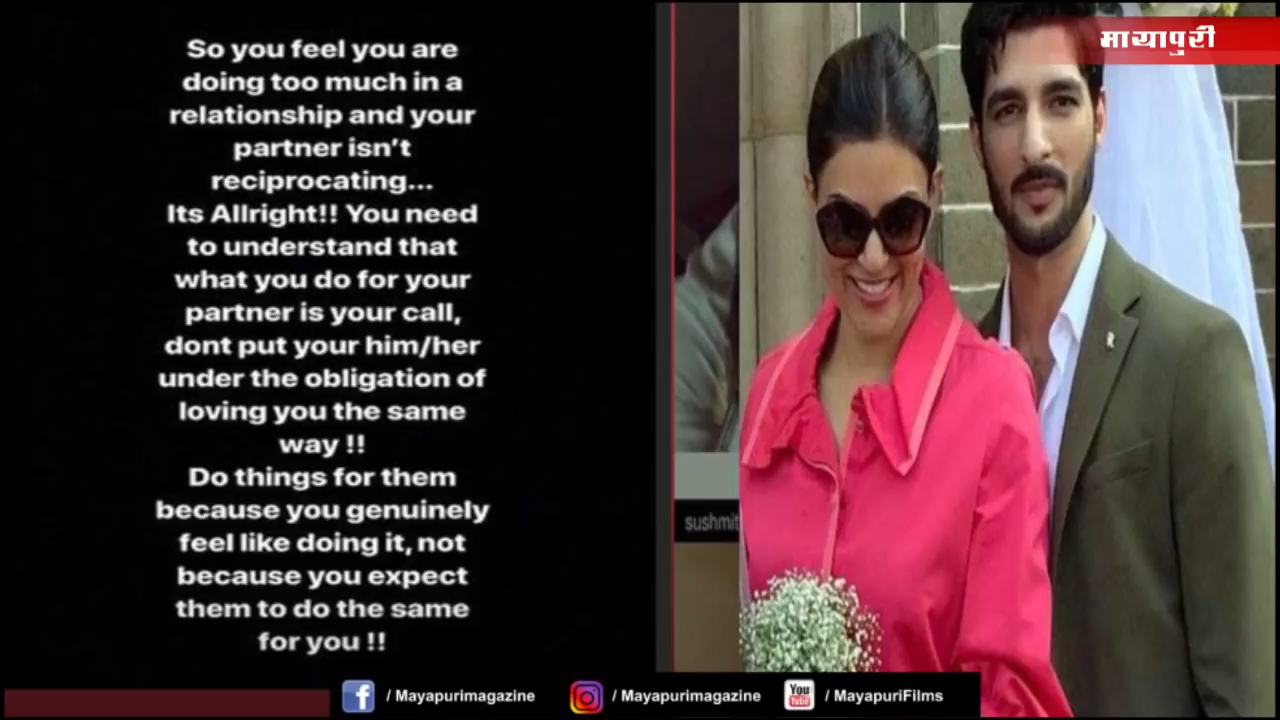 So you feel you are
doing too much in a
relationship and your
partner isn't
reciprocating...
Its Allright!! You need
to understand that
what you do for your
partner is your call,
dont put your him/her
under the obligation of
loving you the same
way !!
Do things for them
because you genuinely
feel like doing it, not
because you expect
them to do the same
for you !!
मायापुरी
sushmit
/ Mayapurimagazine
/ Mayapurimagazine
You
Tube
/ MayapuriFilms